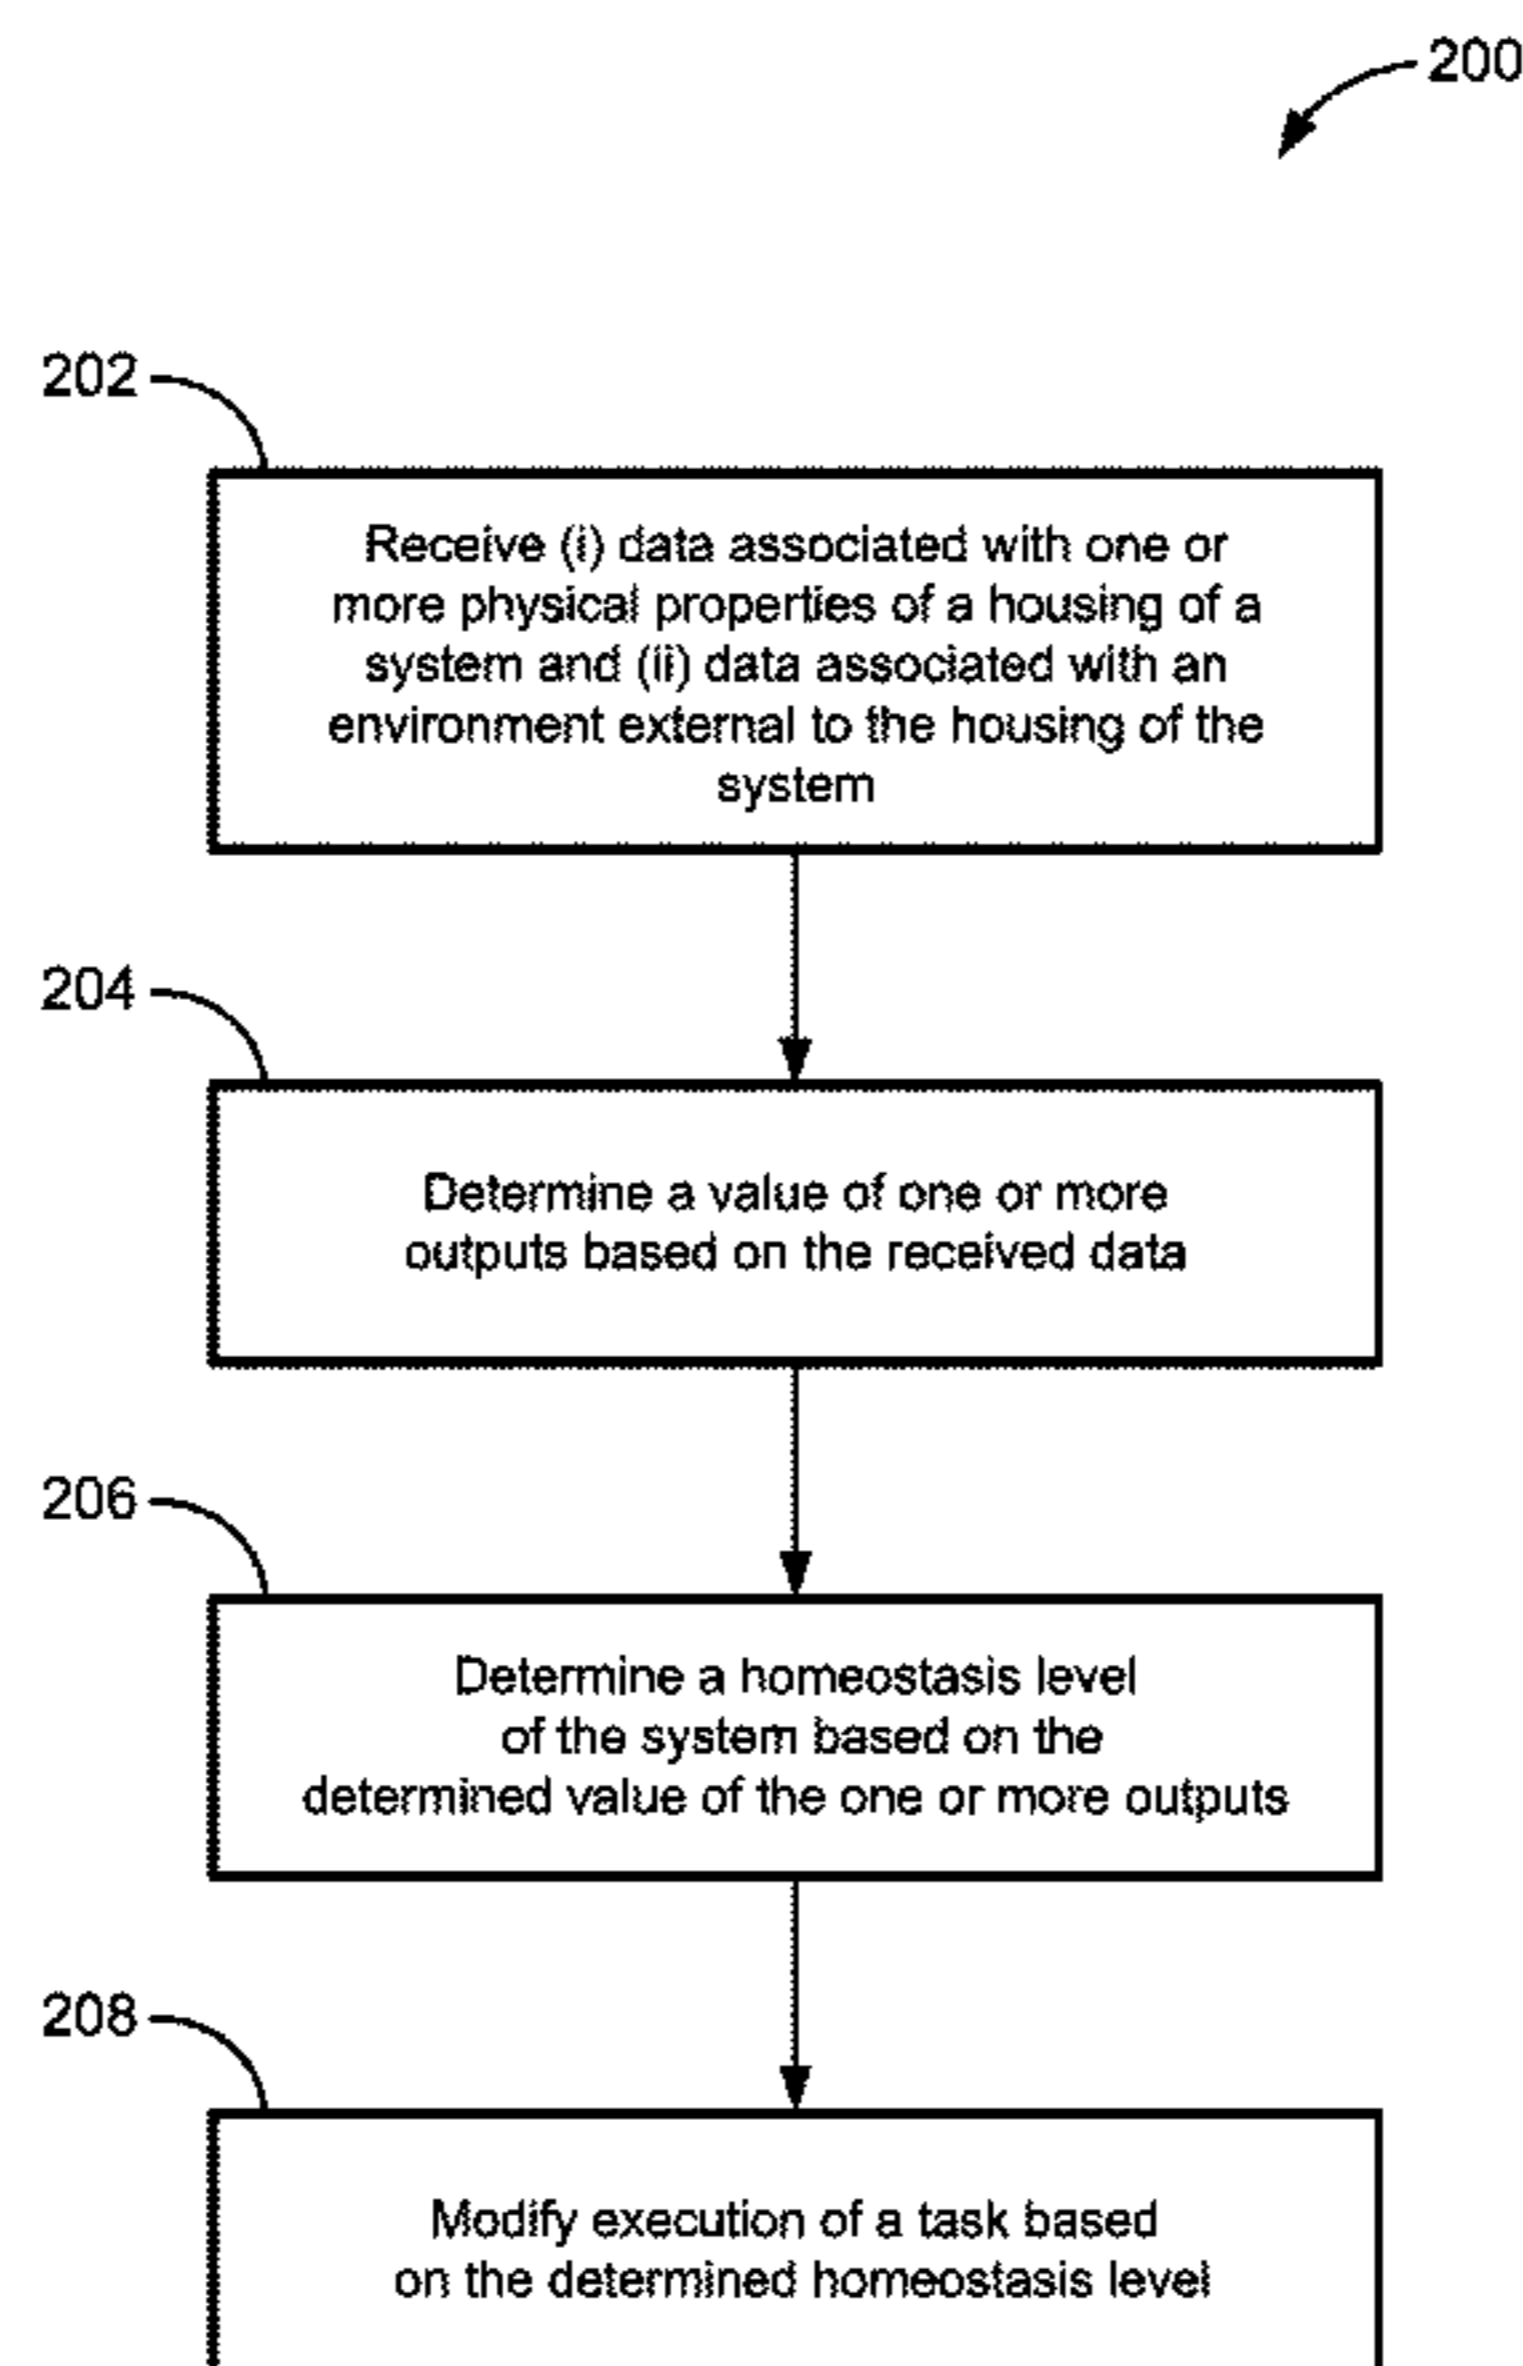 200
202
Receive (i) data associated with one or
more physical properties of a housing of a
system and (ii) data associated with an
environment external to the housing of the
system
204
Determine a value of one or more
outputs based on the received data
206
Determine a homeostasis level
of the system based on the
determined value of the one or more outputs
208
Modify execution of a task based
on the determined homeostasis level